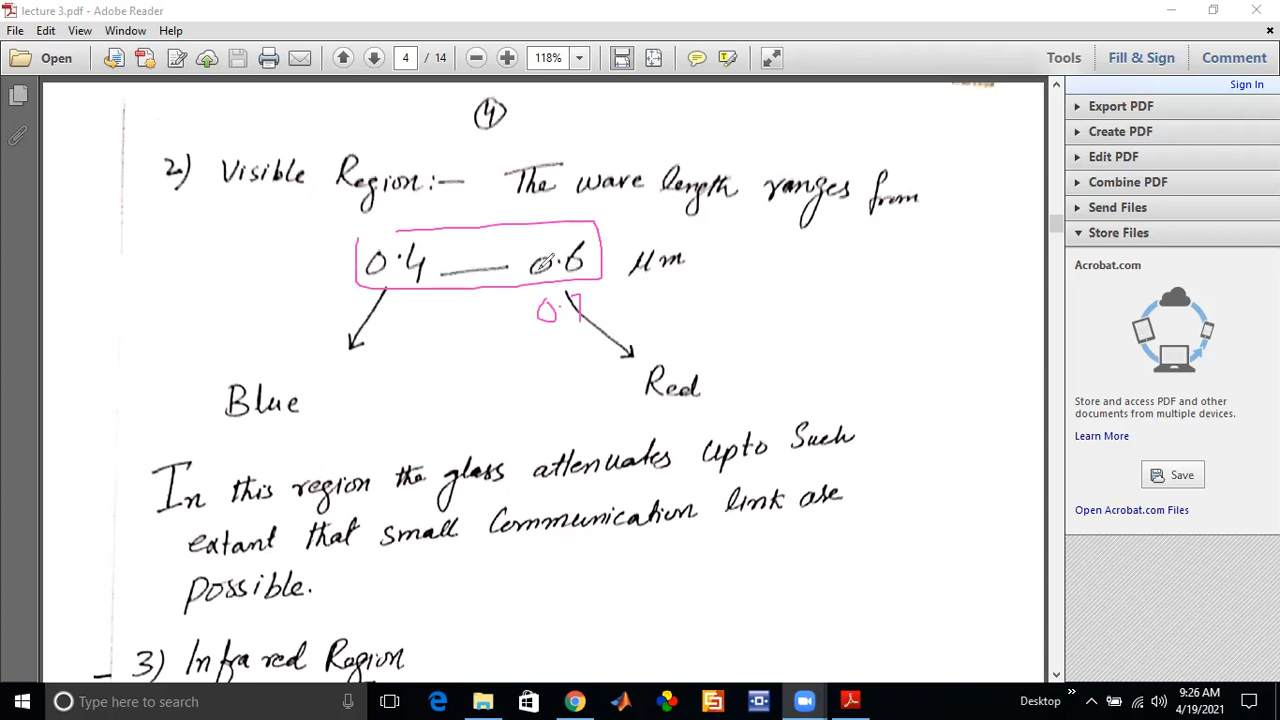 lecture 3.pdf - Adobe Reader
File Edit View Window Help
Open 4 / 14 118% Tools Fill & Sign Comment
Sign In
Export PDF
Create PDF
Edit PDF
Combine PDF
Send Files
Store Files
Acrobat.com
Store and access PDF and other
documents from multiple devices.
Learn More
Save
Open Acrobat.com Files
4
2) Visible Region:— The wave length ranges from
0.4 — 0.6 μm
0.7
Blue Red
In this region the glass attenuates upto Such
extant that small Communication link are
possible.
3) Infra red Region
Type here to search
Desktop
9:26 AM
4/19/2021